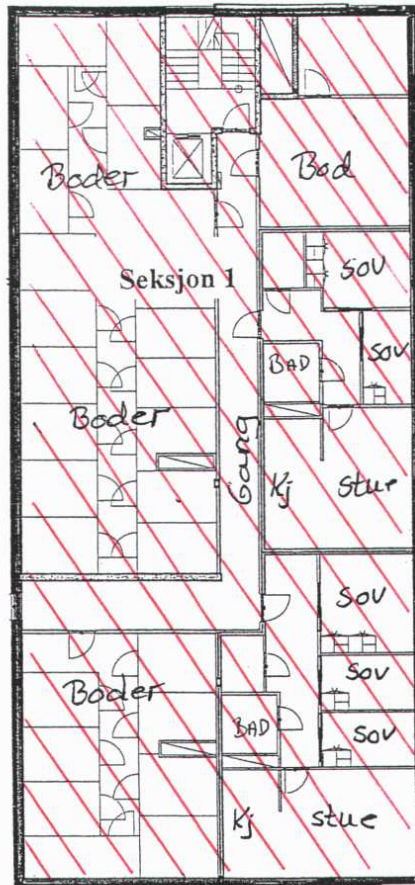 Boder
Bod
Sov
Seksjon 1
Sov
BAD
Boder
Gang
Kj
stue
Sov
Sov
Boder
BAD
Sov
Kj
stue